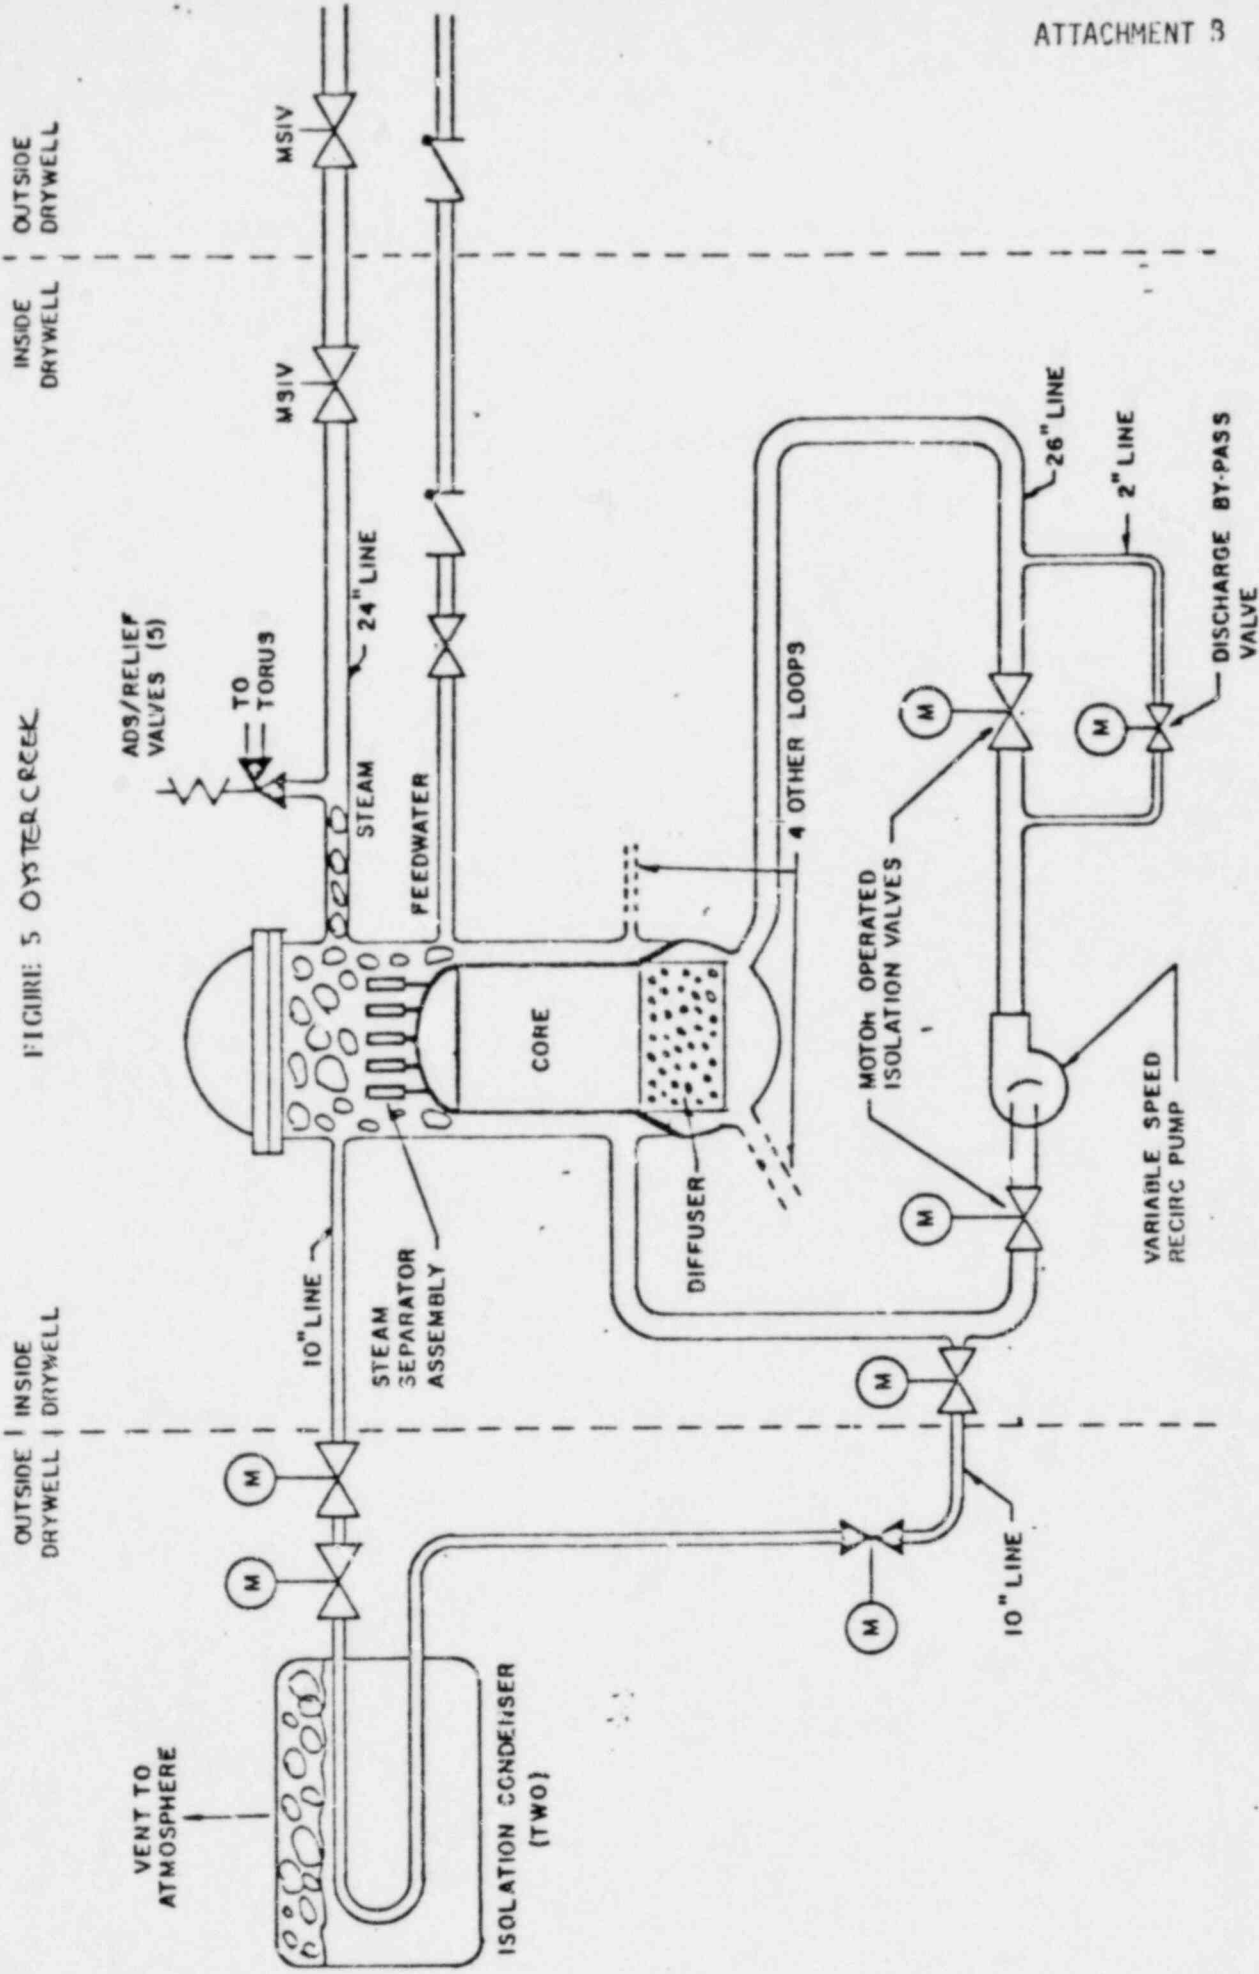 ATTACHMENT B
FIGURE 5 OYSTER CREEK
OUTSIDE
DRYWELL
INSIDE
DRYWELL
INSIDE
DRYWELL
OUTSIDE
DRYWELL
VENT TO
ATMOSPHERE
ISOLATION CONDENSER
(TWO)
M
M
10" LINE
STEAM
SEPARATOR
ASSEMBLY
ADS/RELIEF
VALVES (5)
TO
TORUS
STEAM
24" LINE
MSIV
MSIV
FEEDWATER
CORE
DIFFUSER
4 OTHER LOOPS
M
10" LINE
M
M
MOTOR OPERATED
ISOLATION VALVES
VARIABLE SPEED
RECIRC PUMP
M
M
26" LINE
2" LINE
DISCHARGE BY-PASS
VALVE